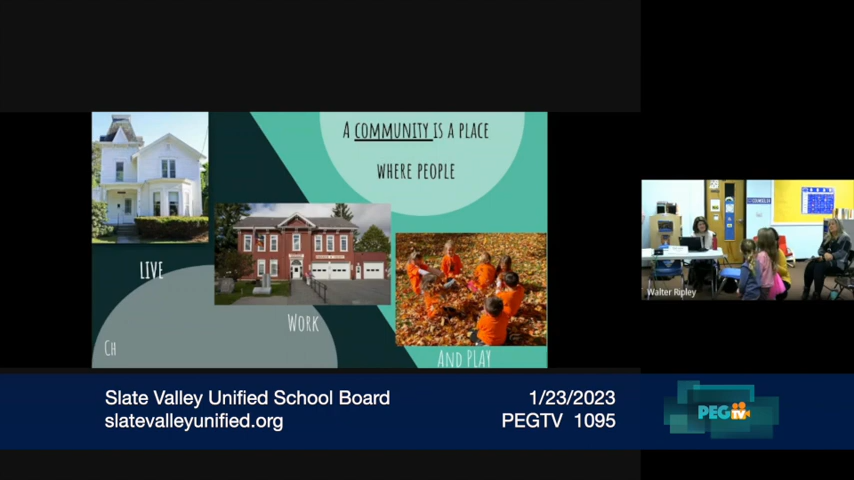 A COMMUNITY IS A PLACE
WHERE PEOPLE
LIVE
WORK
CH
AND PLAY
Walter Ripley
Slate Valley Unified School Board
slatevalleyunified.org
1/23/2023
PEGTV 1095
PEGTV